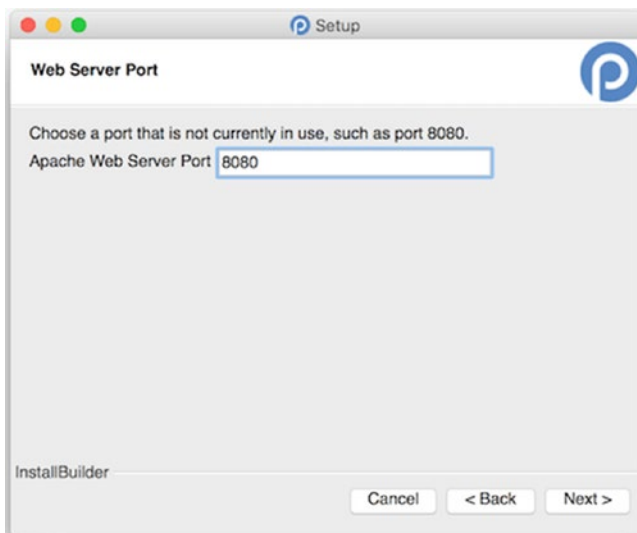 Setup
Web Server Port
Choose a port that is not currently in use, such as port 8080.
Apache Web Server Port 8080
InstallBuilder
Cancel < Back Next >